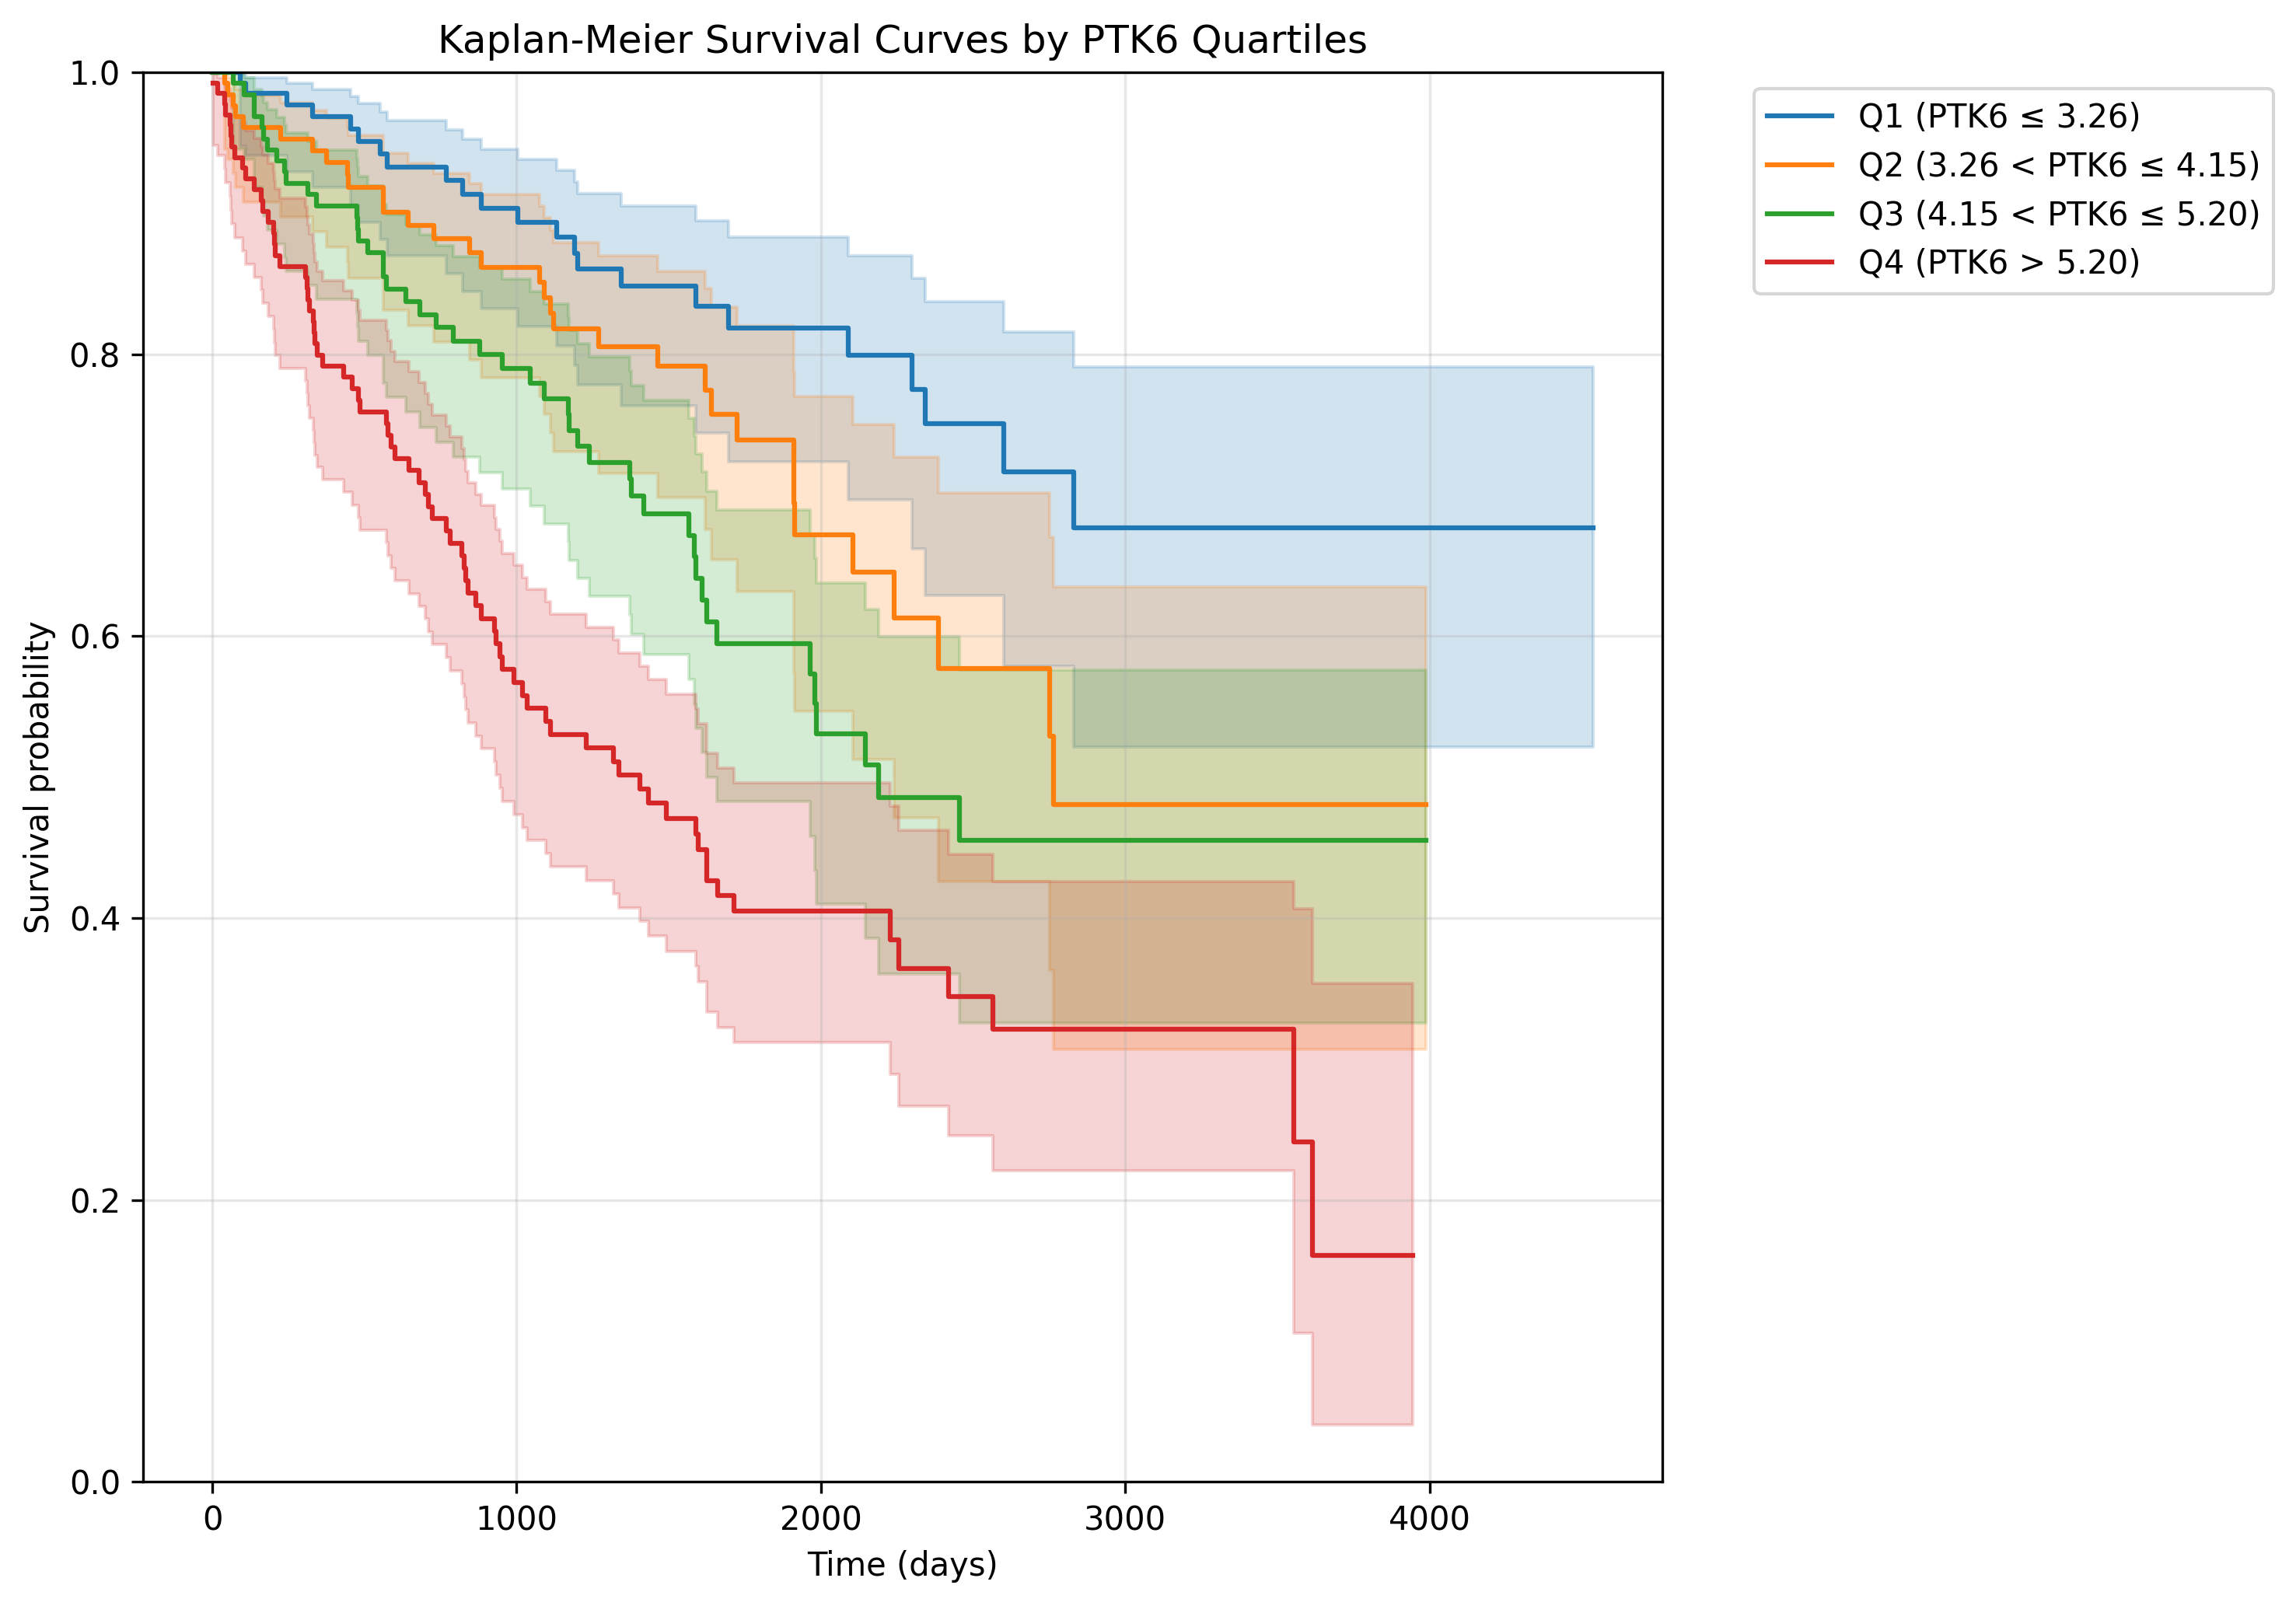 Kaplan-Meier Survival Curves by PTK6 Quartiles
Survival probability
1.0
0.8
0.6
0.4
0.2
0.0
0 1000 2000 3000 4000
Time (days)
Q1 (PTK6 ≤ 3.26)
Q2 (3.26 < PTK6 ≤ 4.15)
Q3 (4.15 < PTK6 ≤ 5.20)
Q4 (PTK6 > 5.20)